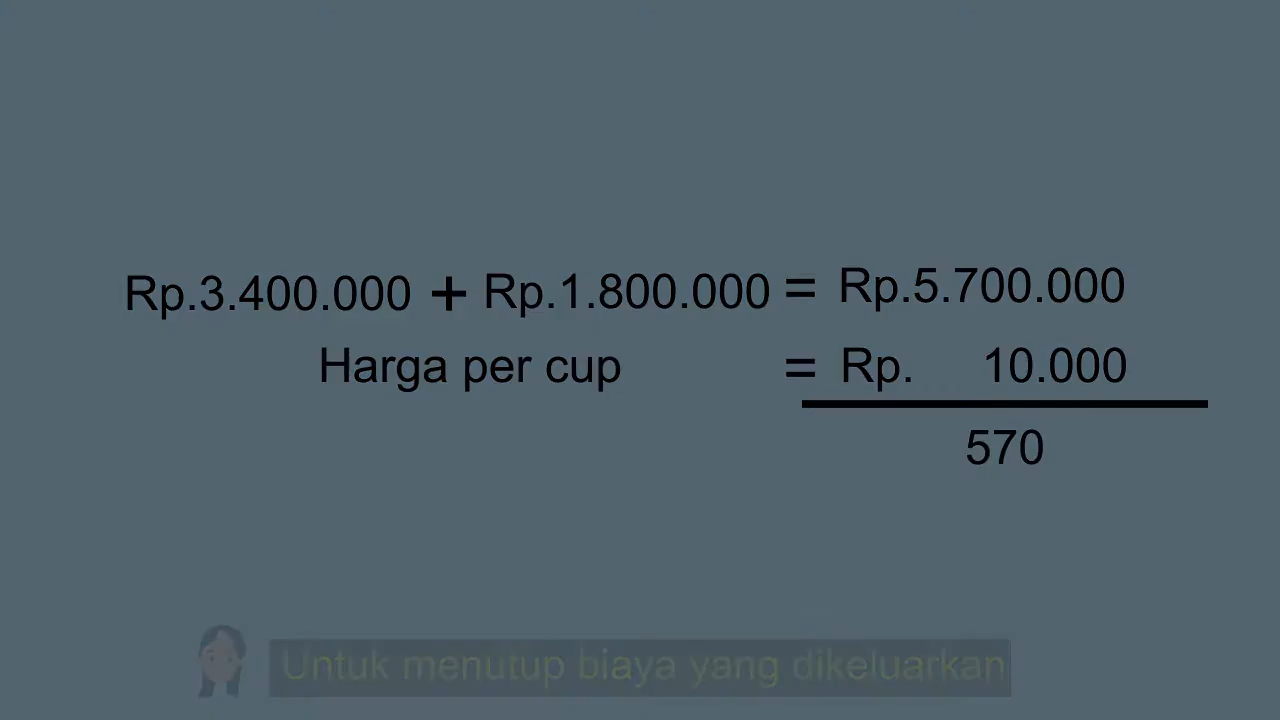 Rp.3.400.000 + Rp.1.800.000 = Rp.5.700.000
Harga per cup = Rp. 10.000
570
Untuk menutup biaya yang dikeluarkan